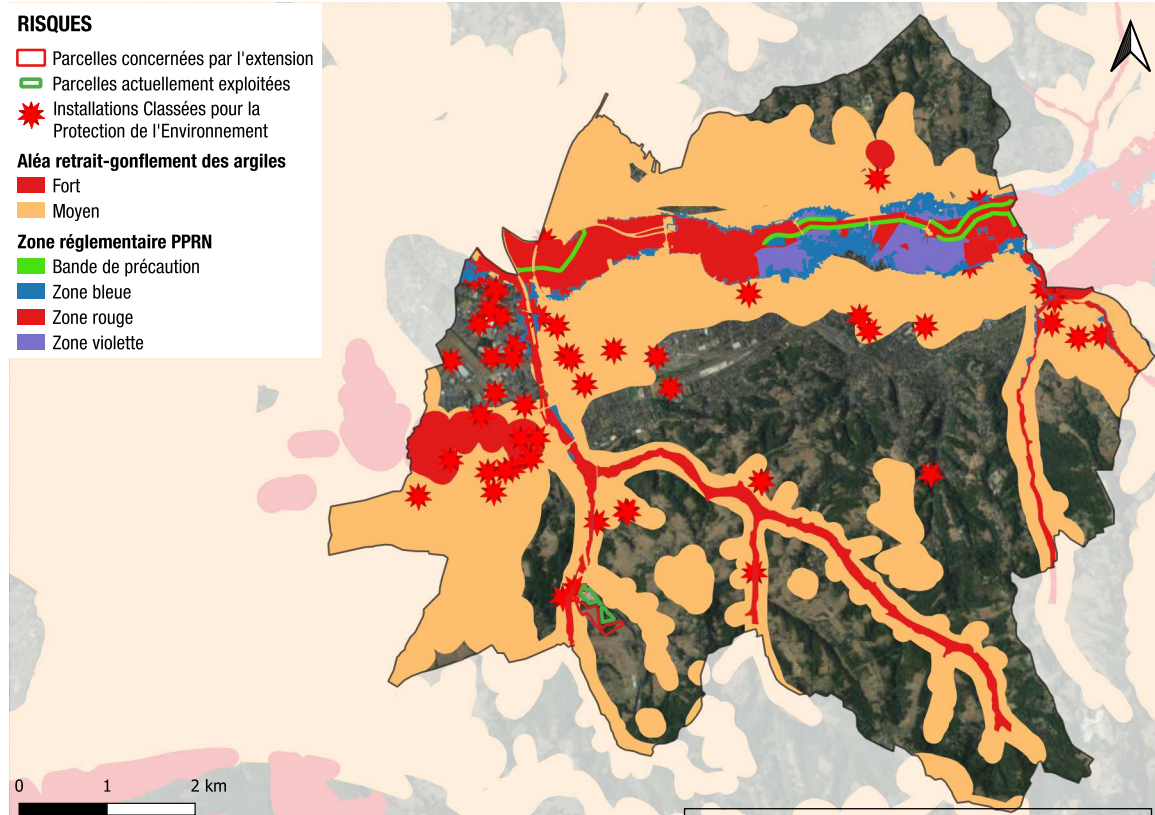 RISQUES
Parcelles concernées par l'extension
Parcelles actuellement exploitées
Installations Classées pour la
Protection de l'Environnement
Aléa retrait-gonflement des argiles
Fort
Moyen
Zone réglementaire PPRN
Bande de précaution
Zone bleue
Zone rouge
Zone violette
0 1 2 km